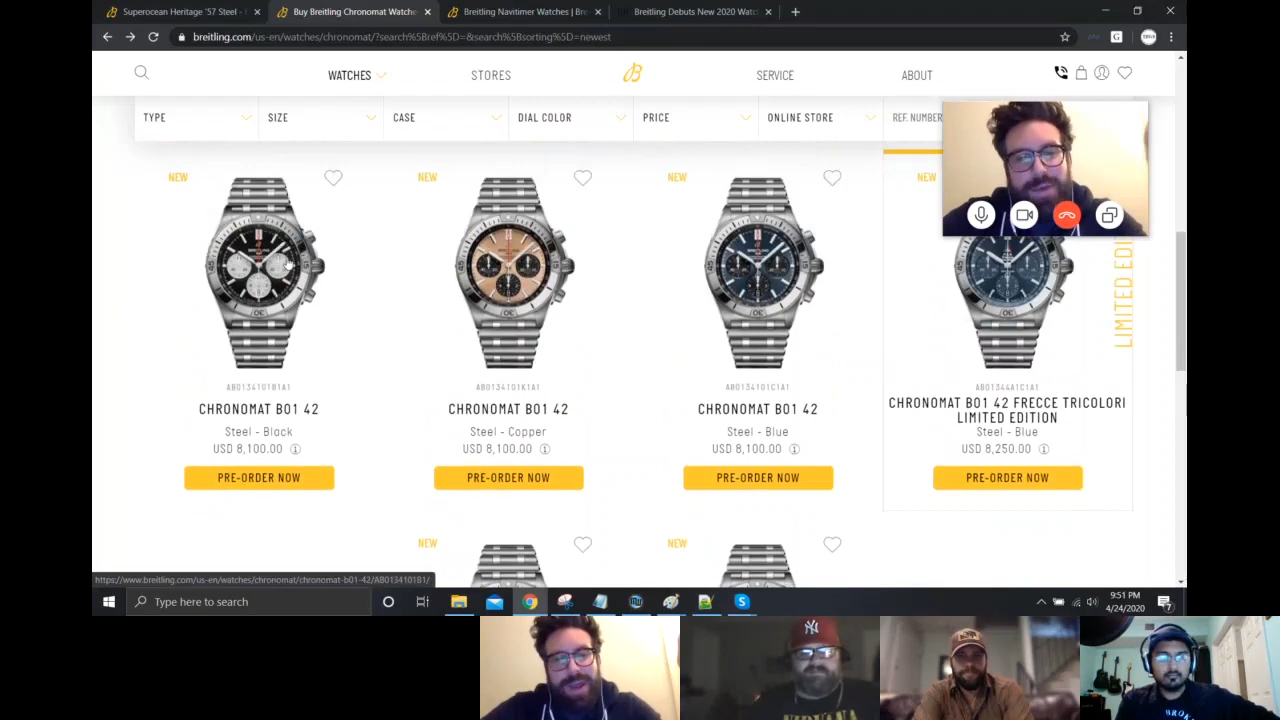 Superocean Heritage '57 Steel -
Buy Breitling Chronomat Watche
Breitling Navitimer Watches | Bre
Breitling Debuts New 2020 Watc
breitling.com/us-en/watches/chronomat/?search%5Bref%5D=&search%5Bsorting%5D=newest
WATCHES
STORES
SERVICE
ABOUT
TYPE
SIZE
CASE
DIAL COLOR
PRICE
ONLINE STORE
REF. NUMBER
NEW
NEW
NEW
NEW
LIMITED EDI
AB0134101B1A1
AB0134101K1A1
AB0134101C1A1
AB01344A1C1A1
CHRONOMAT B01 42
CHRONOMAT B01 42
CHRONOMAT B01 42
CHRONOMAT B01 42 FRECCE TRICOLORI
LIMITED EDITION
Steel - Black
Steel - Copper
Steel - Blue
Steel - Blue
USD 8,100.00
USD 8,100.00
USD 8,100.00
USD 8,250.00
PRE-ORDER NOW
PRE-ORDER NOW
PRE-ORDER NOW
PRE-ORDER NOW
NEW
NEW
https://www.breitling.com/us-en/watches/chronomat/chronomat-b01-42/AB0134101B1/
Type here to search
9:51 PM
4/24/2020
7
NY